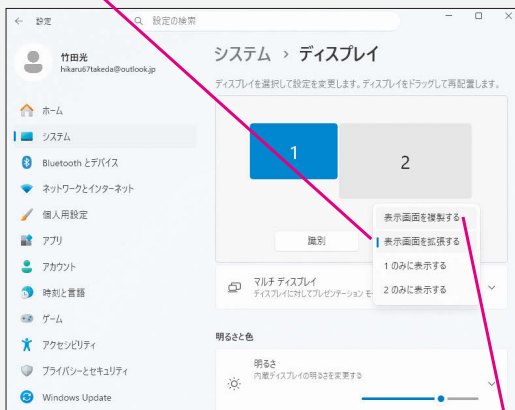 設定
設定の検索
竹田光
hikaru67takeda@outlook.jp
システム › ディスプレイ
ディスプレイを選択して設定を変更します。ディスプレイをドラッグして再配置します。
ホーム
システム
Bluetooth とデバイス
ネットワークとインターネット
個人用設定
アプリ
アカウント
時刻と言語
ゲーム
アクセシビリティ
プライバシーとセキュリティ
Windows Update
1
2
識別
表示画面を複製する
表示画面を拡張する
1 のみに表示する
2 のみに表示する
マルチ ディスプレイ
ディスプレイに対してプレゼンテーション モ
明るさと色
明るさ
内蔵ディスプレイの明るさを変更する